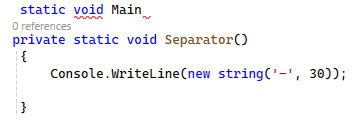 static void Main
0 references
private static void Separator()
{
Console.WriteLine(new string('-', 30));
}